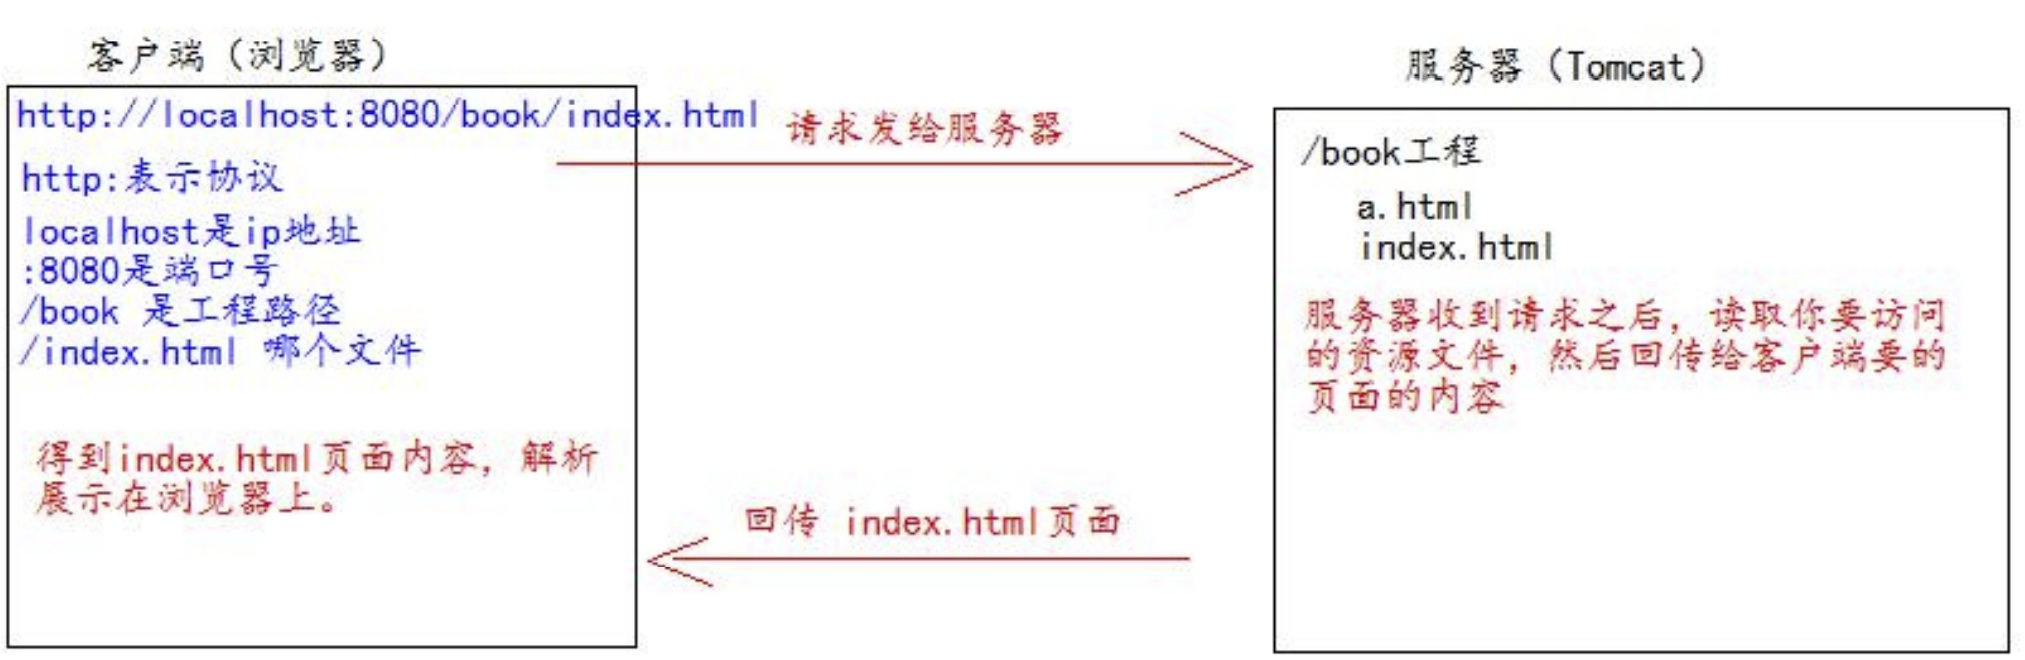 客户端（浏览器）
http://localhost:8080/book/index.html
http:表示协议
localhost是ip地址
:8080是端口号
/book 是工程路径
/index.html 哪个文件
得到index.html页面内容，解析
展示在浏览器上。
请求发给服务器
回传 index.html页面
服务器（Tomcat）
/book工程
a.html
index.html
服务器收到请求之后，读取你要访问
的资源文件，然后回传给客户端要的
页面的内容